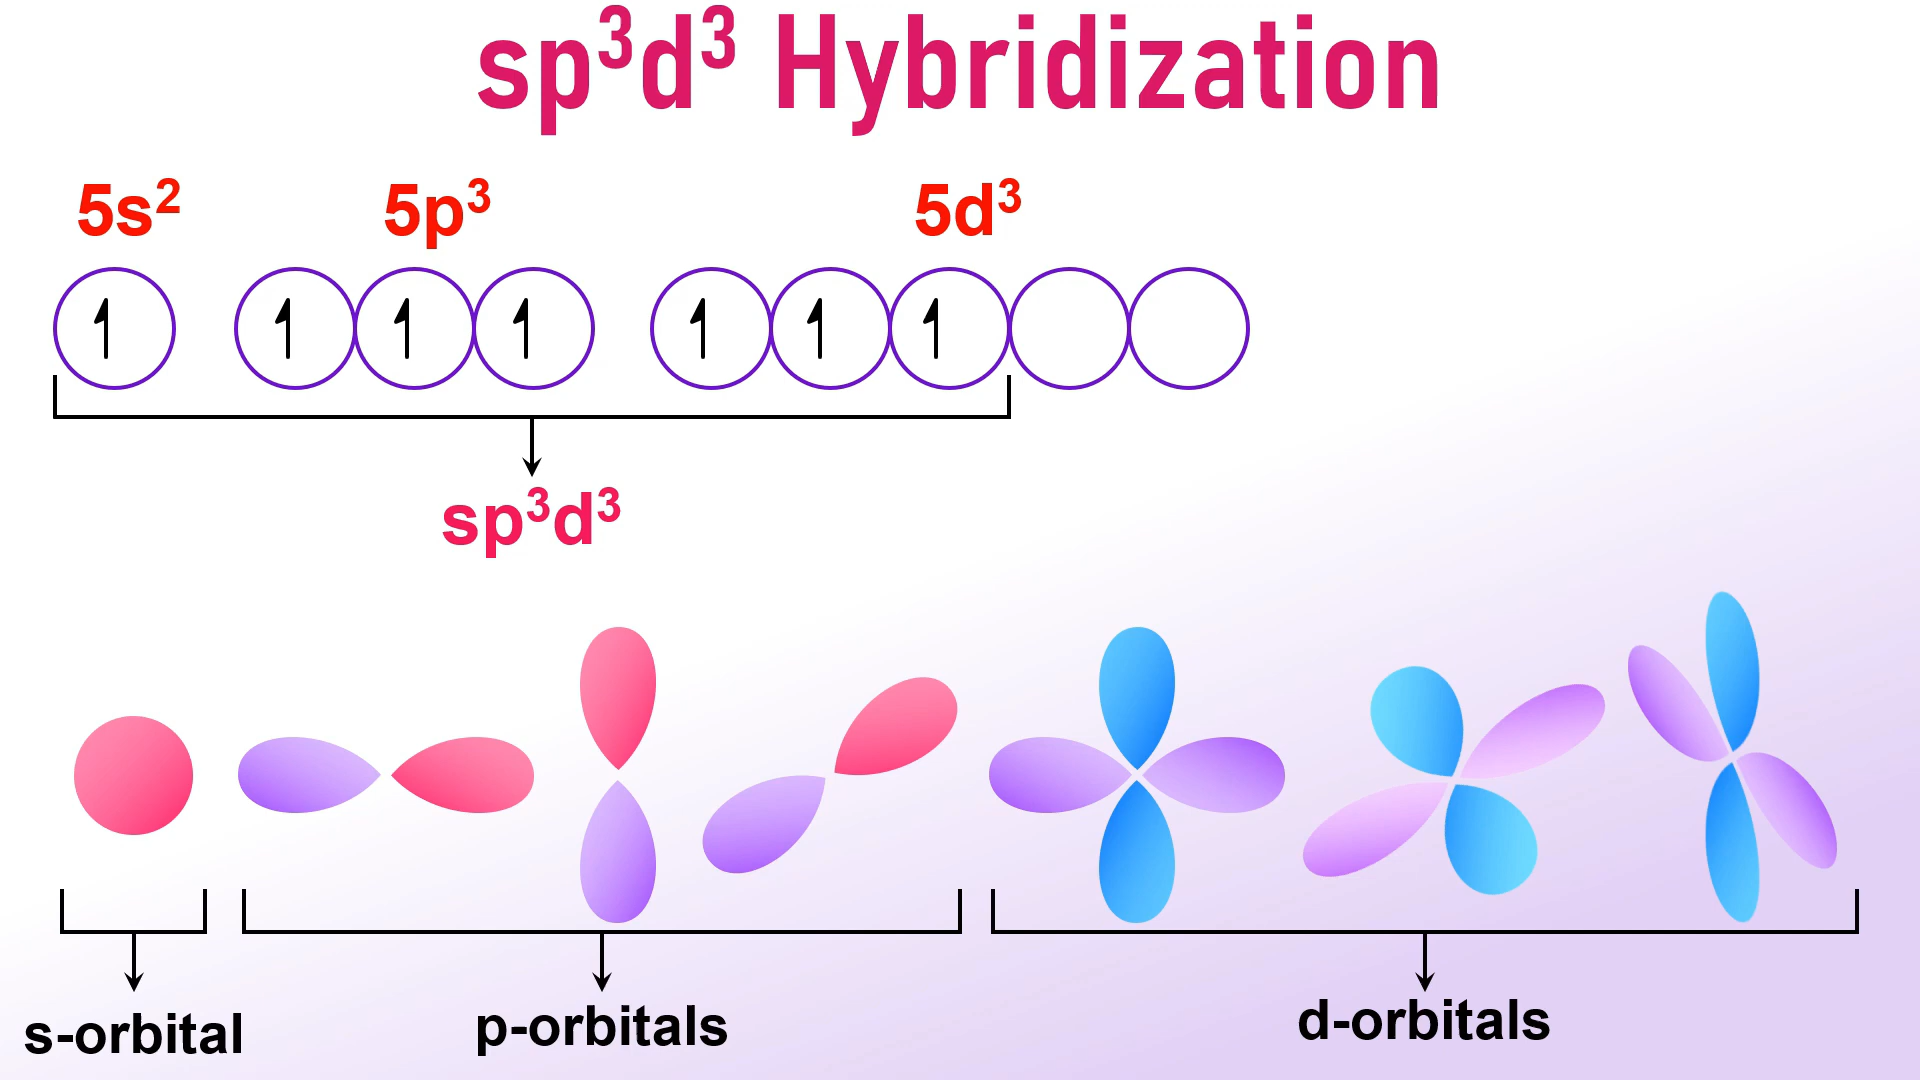 sp³d³ Hybridization
5s² 5p³ 5d³
sp³d³
s-orbital p-orbitals d-orbitals